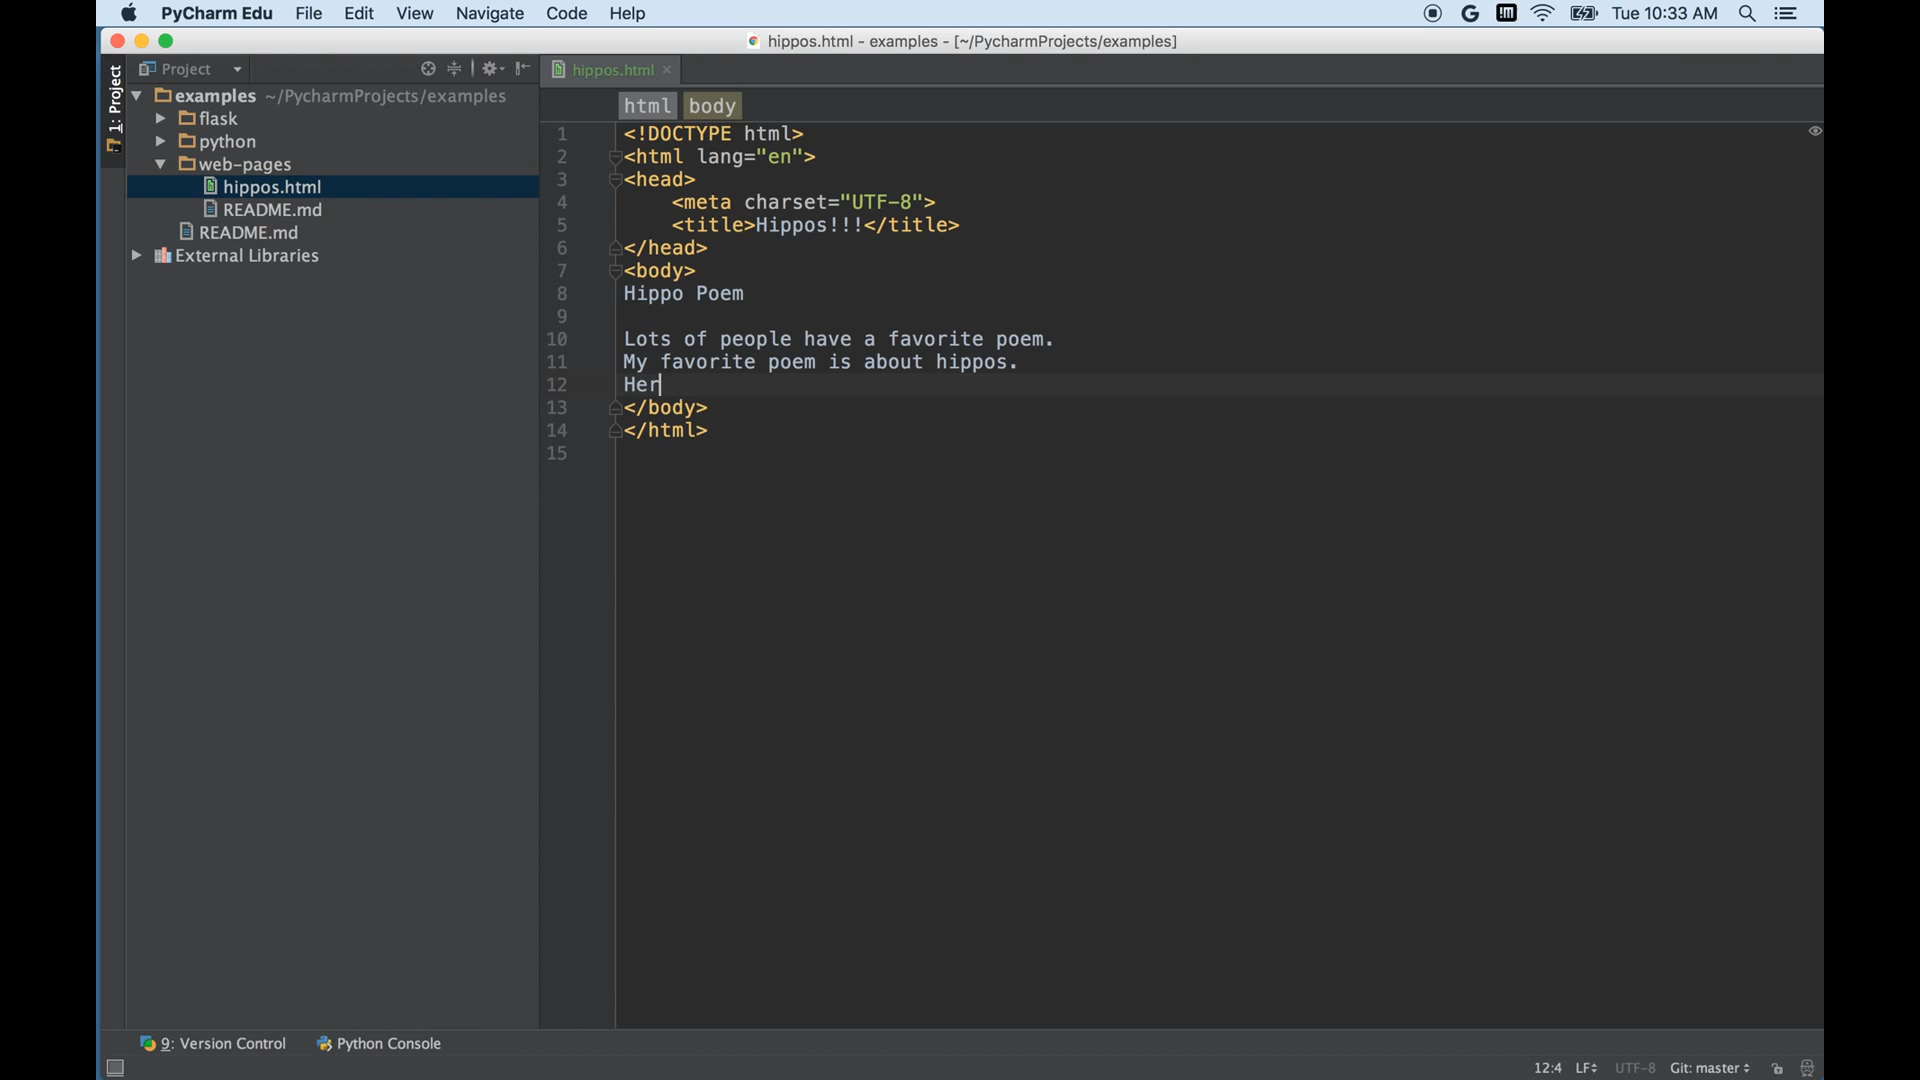 PyCharm Edu File Edit View Navigate Code Help Tue 10:33 AM
hippos.html - examples - [~/PycharmProjects/examples]
1: Project
Project
hippos.html
examples ~/PycharmProjects/examples
flask
python
web-pages
hippos.html
README.md
README.md
External Libraries
html body
1 <!DOCTYPE html>
2 <html lang="en">
3 <head>
4 <meta charset="UTF-8">
5 <title>Hippos!!!</title>
6 </head>
7 <body>
8 Hippo Poem
9
10 Lots of people have a favorite poem.
11 My favorite poem is about hippos.
12 Her
13 </body>
14 </html>
15
9: Version Control Python Console
12:4 LF UTF-8 Git: master